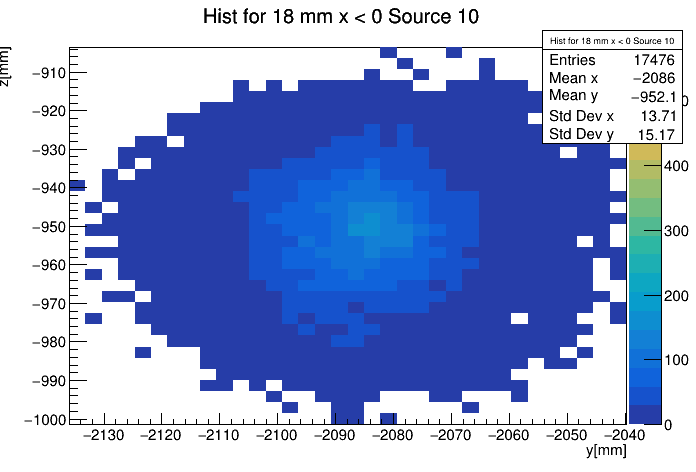 Hist for 18 mm x < 0 Source 10
z[mm]
Hist for 18 mm x < 0 Source 10
Entries 17476
Mean x −2086
Mean y −952.1
Std Dev x 13.71
Std Dev y 15.17
−910
−920
−930
−940
−950
−960
−970
−980
−990
−1000
0
400
300
200
100
0
−2130 −2120 −2110 −2100 −2090 −2080 −2070 −2060 −2050 −2040
y[mm]